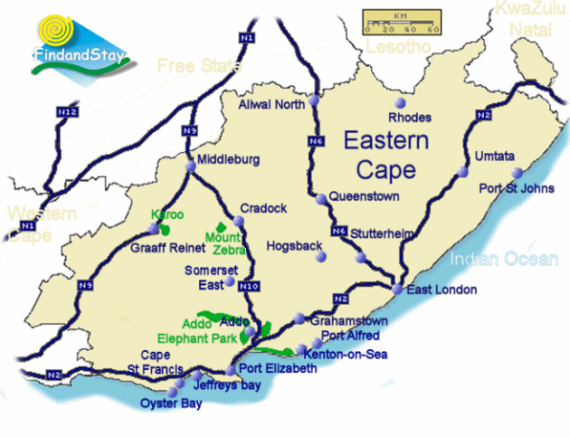 KM
0 20 40 60
KwaZulu
Natal
Lesotho
FindandStay
N1
Free State
N12
Aliwal North
Rhodes
N2
N9
N6
Eastern
Cape
Middleburg
Umtata
Port St Johns
Queenstown
Western
Cape
Karoo
Cradock
N1
Graaff Reinet
Mount
Zebra
N6
Stutterheim
Hogsback
Indian Ocean
Somerset
East
N9
N10
East London
N2
Addo
Elephant Park
Addo
Grahamstown
Port Alfred
Kenton-on-Sea
Cape
St Francis
N2
Port Elizabeth
Jeffreys bay
Oyster Bay